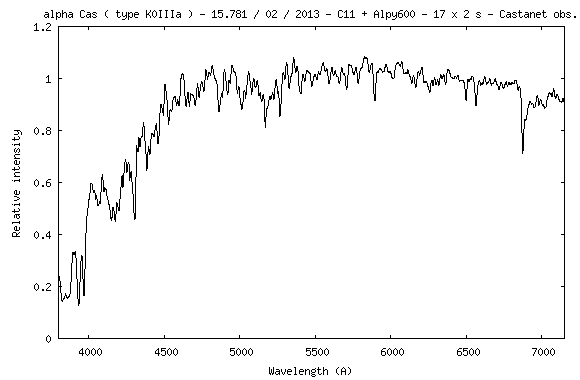 alpha Cas ( type K0IIIa ) - 15.781 / 02 / 2013 - C11 + Alpy600 - 17 x 2 s - Castanet obs.
1.2
1
0.8
0.6
0.4
0.2
0
Relative intensity
4000 4500 5000 5500 6000 6500 7000
Wavelength (A)